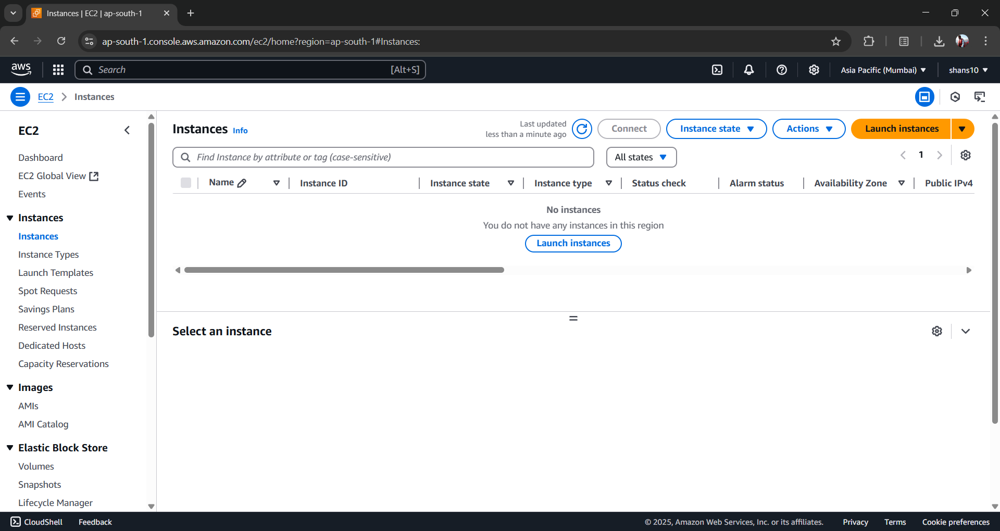 Instances | EC2 | ap-south-1
ap-south-1.console.aws.amazon.com/ec2/home?region=ap-south-1#Instances:
aws
Search
[Alt+S]
Asia Pacific (Mumbai)
shans10
EC2
Instances
EC2
Dashboard
EC2 Global View
Events
Instances
Instances
Instance Types
Launch Templates
Spot Requests
Savings Plans
Reserved Instances
Dedicated Hosts
Capacity Reservations
Images
AMIs
AMI Catalog
Elastic Block Store
Volumes
Snapshots
Lifecycle Manager
Instances Info
Last updated
less than a minute ago
Connect
Instance state
Actions
Launch instances
Find Instance by attribute or tag (case-sensitive)
All states
1
Name
Instance ID
Instance state
Instance type
Status check
Alarm status
Availability Zone
Public IPv4
No instances
You do not have any instances in this region
Launch instances
Select an instance
CloudShell
Feedback
© 2025, Amazon Web Services, Inc. or its affiliates.
Privacy
Terms
Cookie preferences